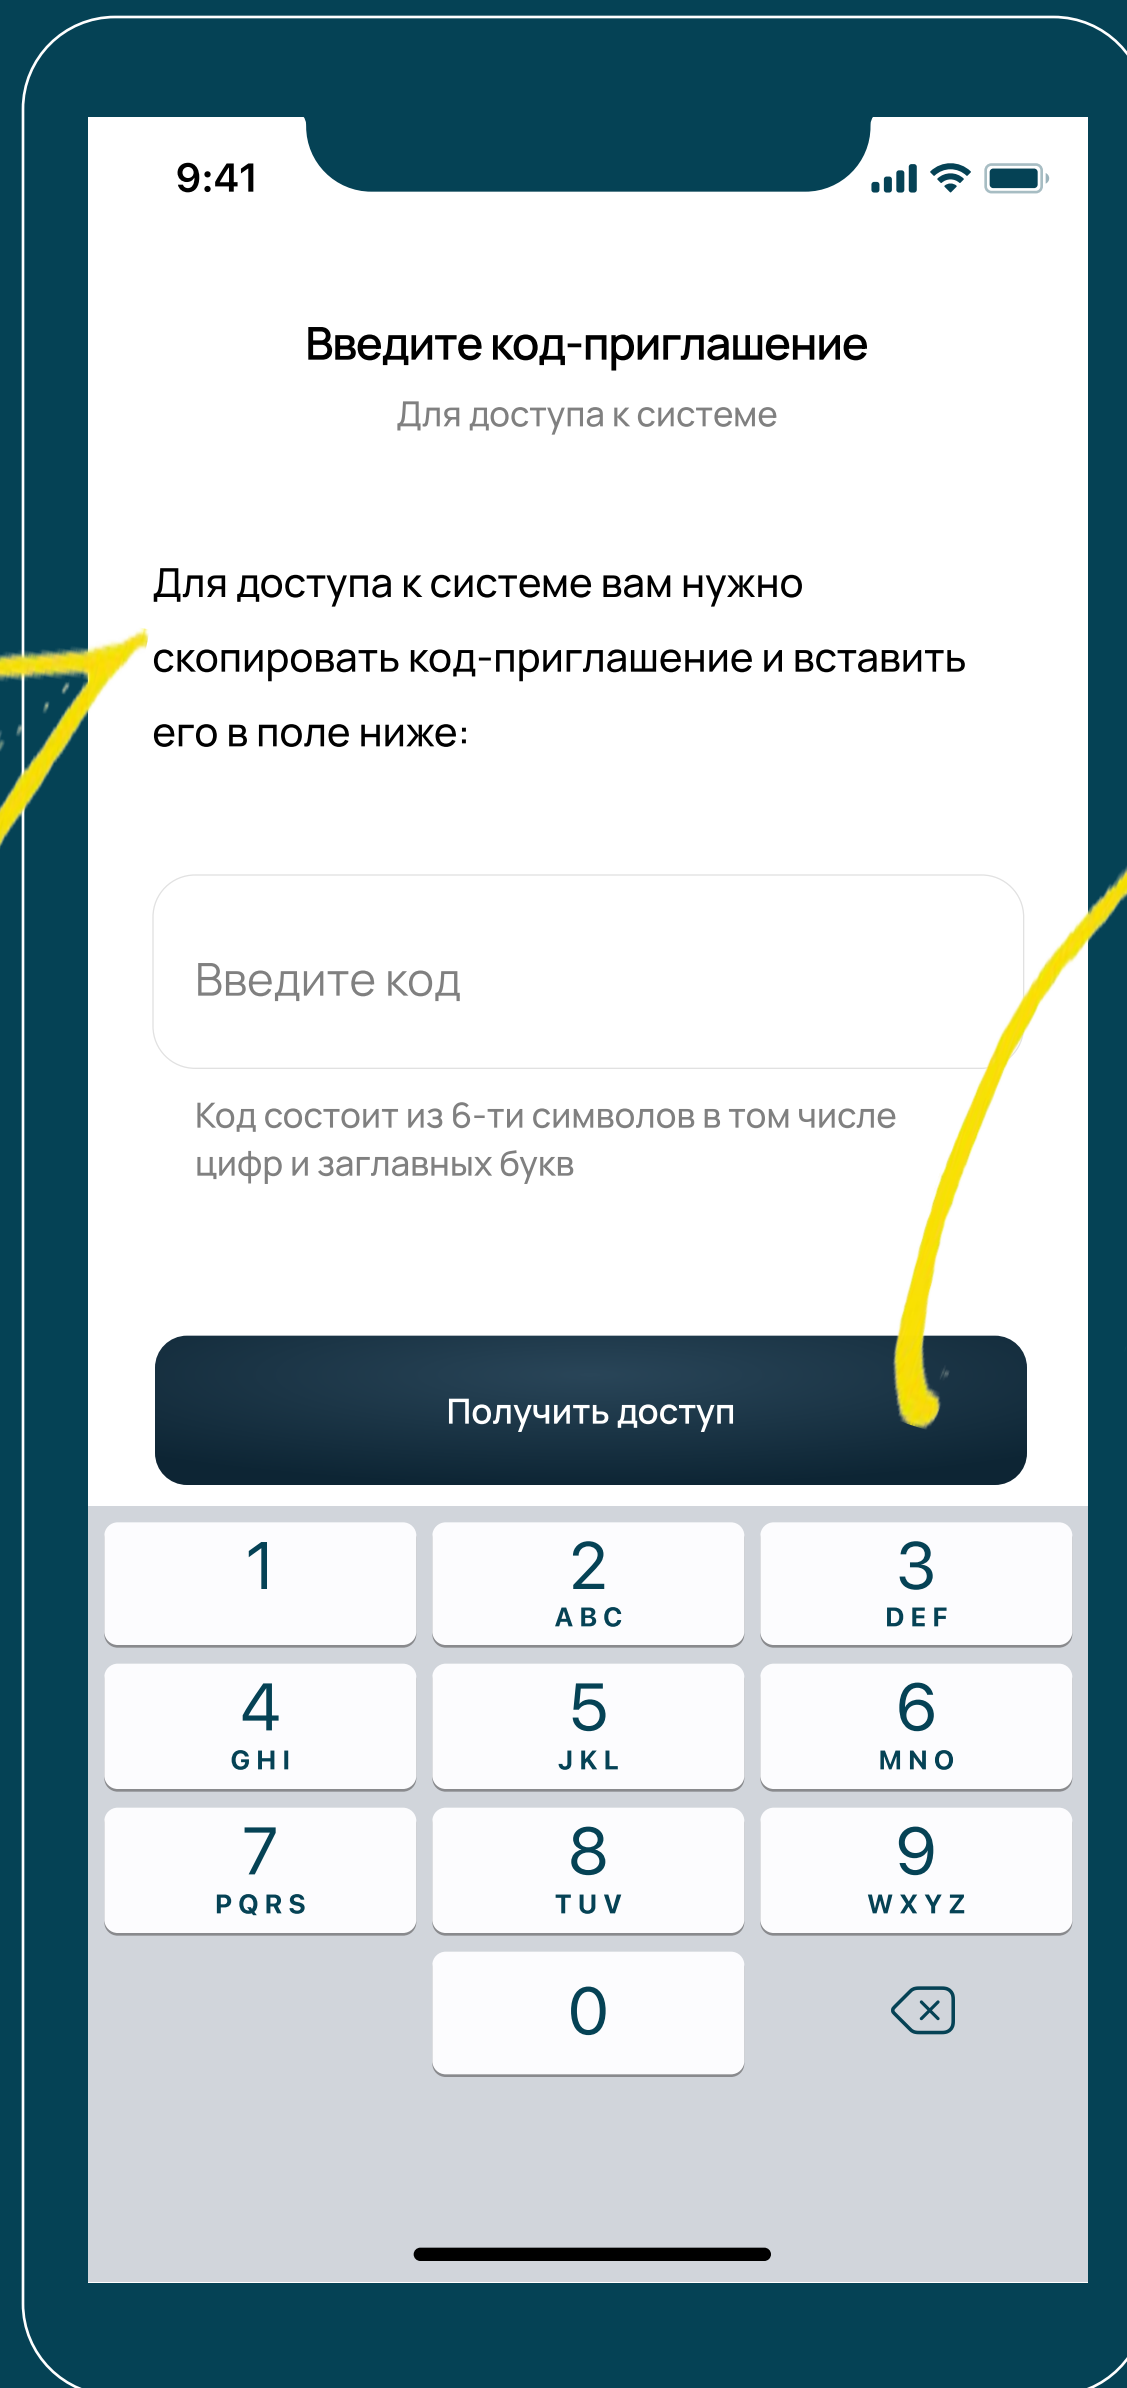 9:41
Введите код-приглашение
Для доступа к системе
Для доступа к системе вам нужно
скопировать код-приглашение и вставить
его в поле ниже:
Введите код
Код состоит из 6-ти символов в том числе
цифр и заглавных букв
Получить доступ
1 2 3
ABC DEF
4 5 6
GHI JKL MNO
7 8 9
PQRS TUV WXYZ
0